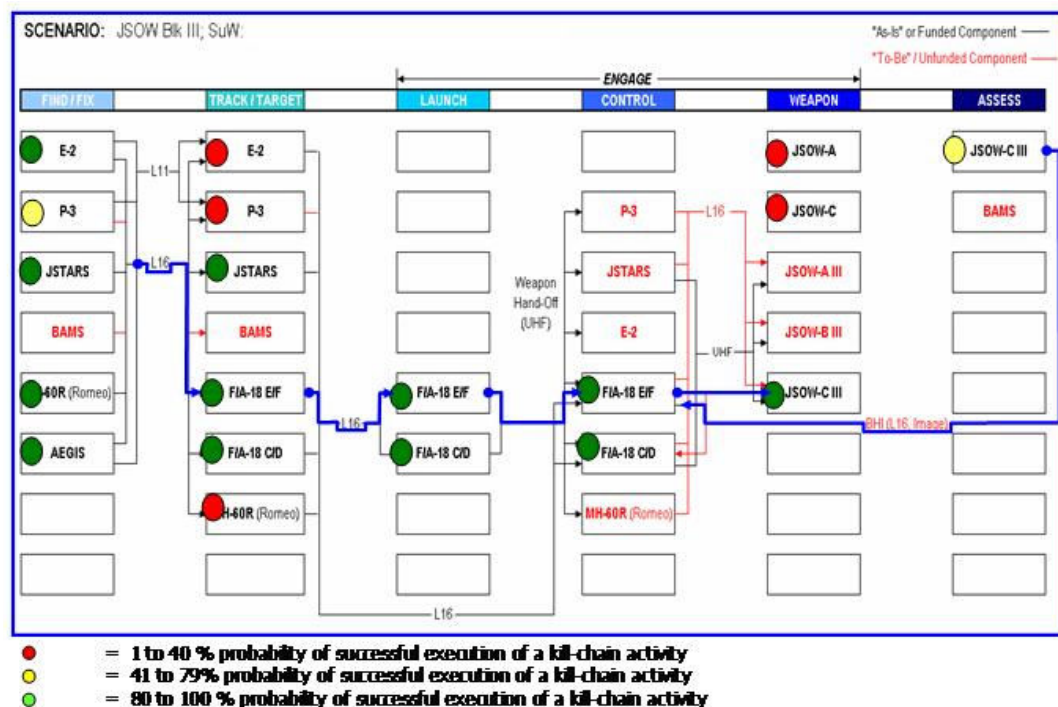 SCENARIO: JSOW Blk III; SuW:
"As-Is" or Funded Component
"To-Be" / Unfunded Component
ENGAGE
FIND / FIX TRACK / TARGET LAUNCH CONTROL WEAPON ASSESS
E-2 E-2 JSOW-A JSOW-C III
L11
P-3 P-3 P-3 L16 JSOW-C BAMS
L16
JSTARS JSTARS JSTARS JSOW-A III
Weapon
Hand-Off
(UHF)
BAMS BAMS E-2 JSOW-B III
UHF
-60R (Romeo) F/A-18 E/F F/A-18 E/F F/A-18 E/F JSOW-C III
L16 BHI (L16, Image)
AEGIS F/A-18 C/D F/A-18 C/D F/A-18 C/D
H-60R (Romeo) MH-60R (Romeo)
L16
= 1 to 40 % probability of successful execution of a kill-chain activity
= 41 to 79% probability of successful execution of a kill-chain activity
= 80 to 100 % probability of successful execution of a kill-chain activity